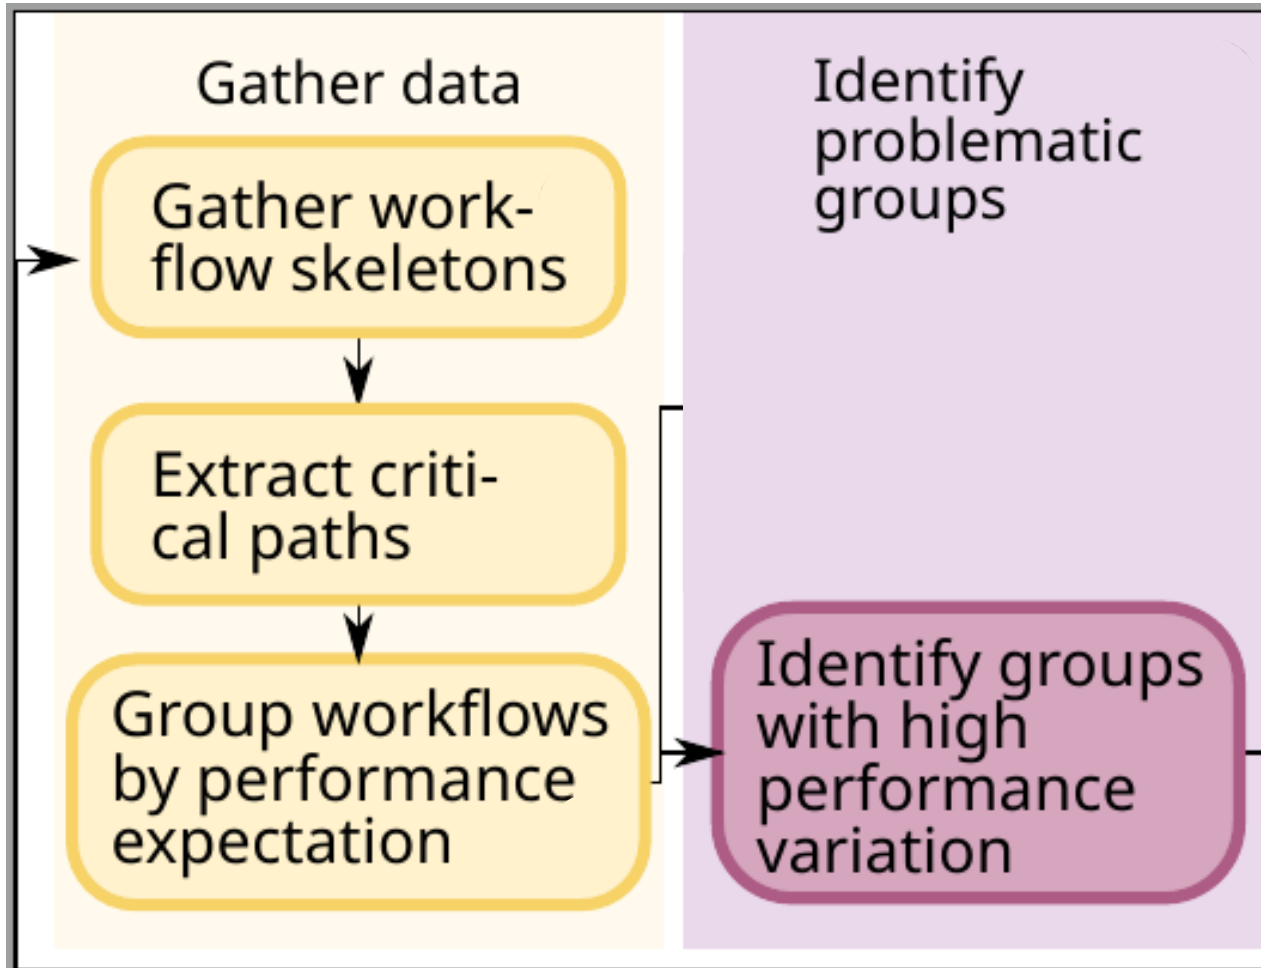 Gather data
Gather work-
flow skeletons
Extract criti-
cal paths
Group workflows
by performance
expectation
Identify
problematic
groups
Identify groups
with high
performance
variation